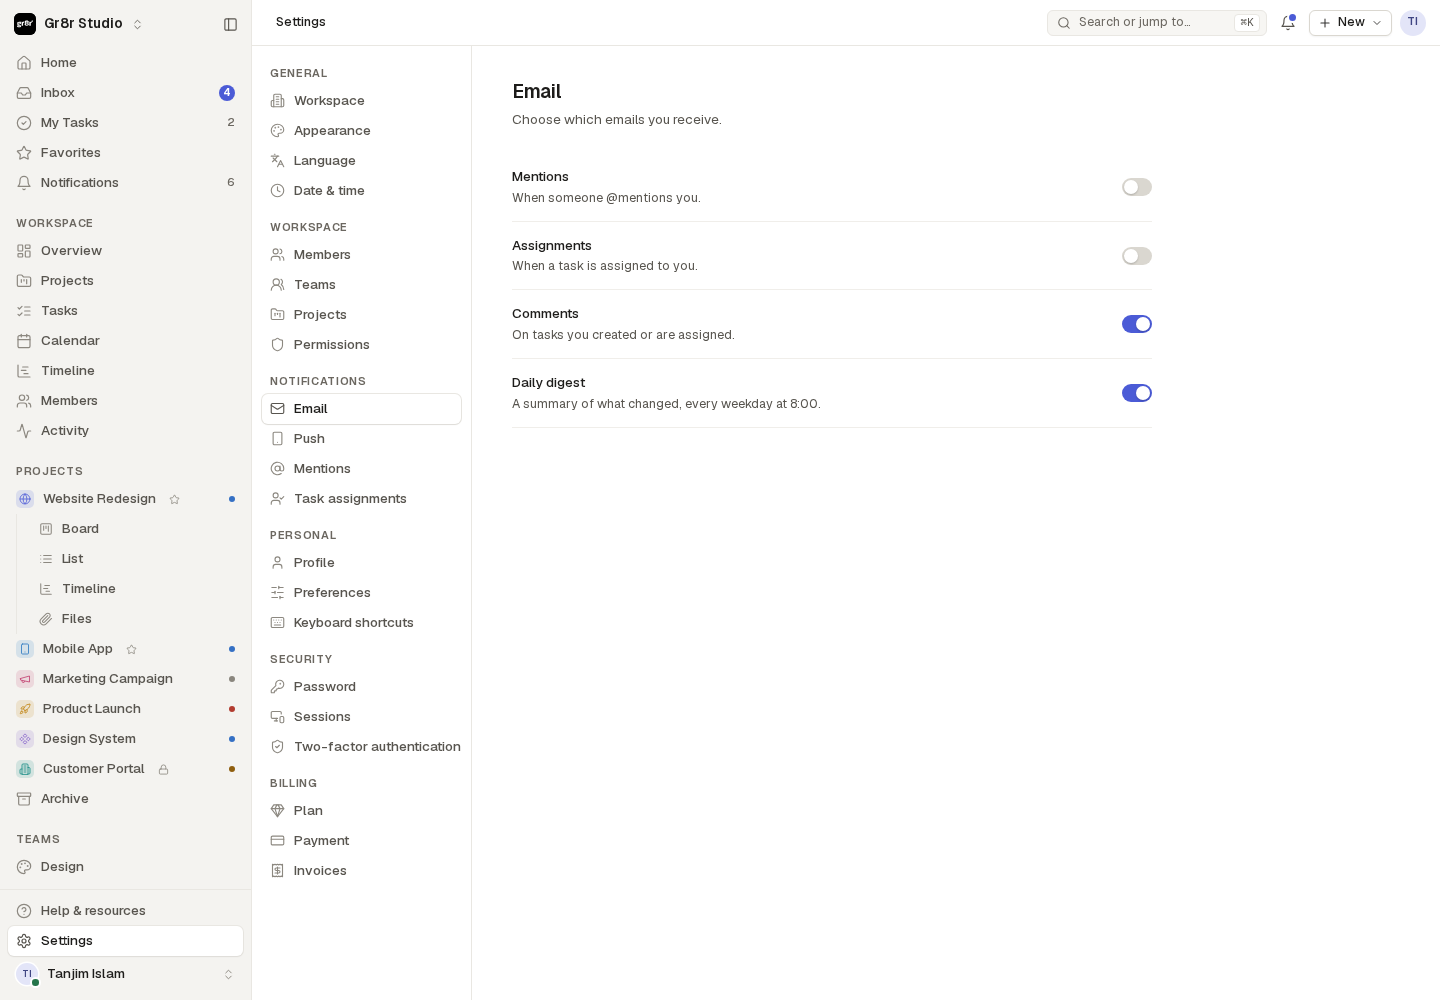 gr8r
Gr8r Studio
Home
Inbox 4
My Tasks 2
Favorites
Notifications 6
WORKSPACE
Overview
Projects
Tasks
Calendar
Timeline
Members
Activity
PROJECTS
Website Redesign
Board
List
Timeline
Files
Mobile App
Marketing Campaign
Product Launch
Design System
Customer Portal
Archive
TEAMS
Design
Help & resources
Settings
TI Tanjim Islam
Settings
Search or jump to... ⌘K
New
TI
GENERAL
Workspace
Appearance
Language
Date & time
WORKSPACE
Members
Teams
Projects
Permissions
NOTIFICATIONS
Email
Push
Mentions
Task assignments
PERSONAL
Profile
Preferences
Keyboard shortcuts
SECURITY
Password
Sessions
Two-factor authentication
BILLING
Plan
Payment
Invoices
Email
Choose which emails you receive.
Mentions
When someone @mentions you.
Assignments
When a task is assigned to you.
Comments
On tasks you created or are assigned.
Daily digest
A summary of what changed, every weekday at 8:00.